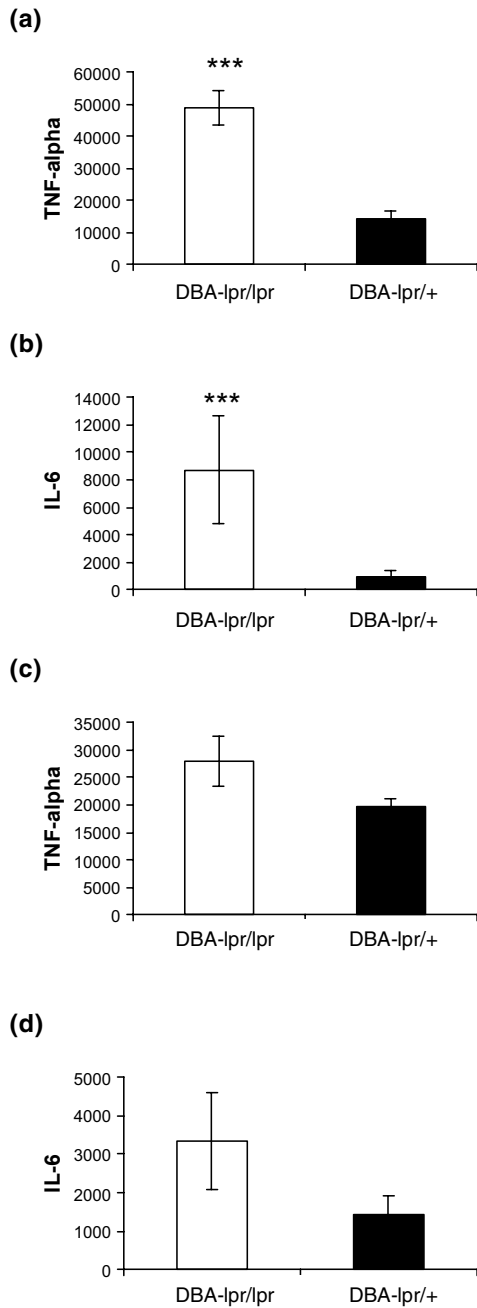 (a)
***
60000
50000
40000
30000
20000
10000
0
TNF-alpha
DBA-lpr/lpr DBA-lpr/+
(b)
***
14000
12000
10000
8000
6000
4000
2000
0
IL-6
DBA-lpr/lpr DBA-lpr/+
(c)
35000
30000
25000
20000
15000
10000
5000
0
TNF-alpha
DBA-lpr/lpr DBA-lpr/+
(d)
5000
4000
3000
2000
1000
0
IL-6
DBA-lpr/lpr DBA-lpr/+